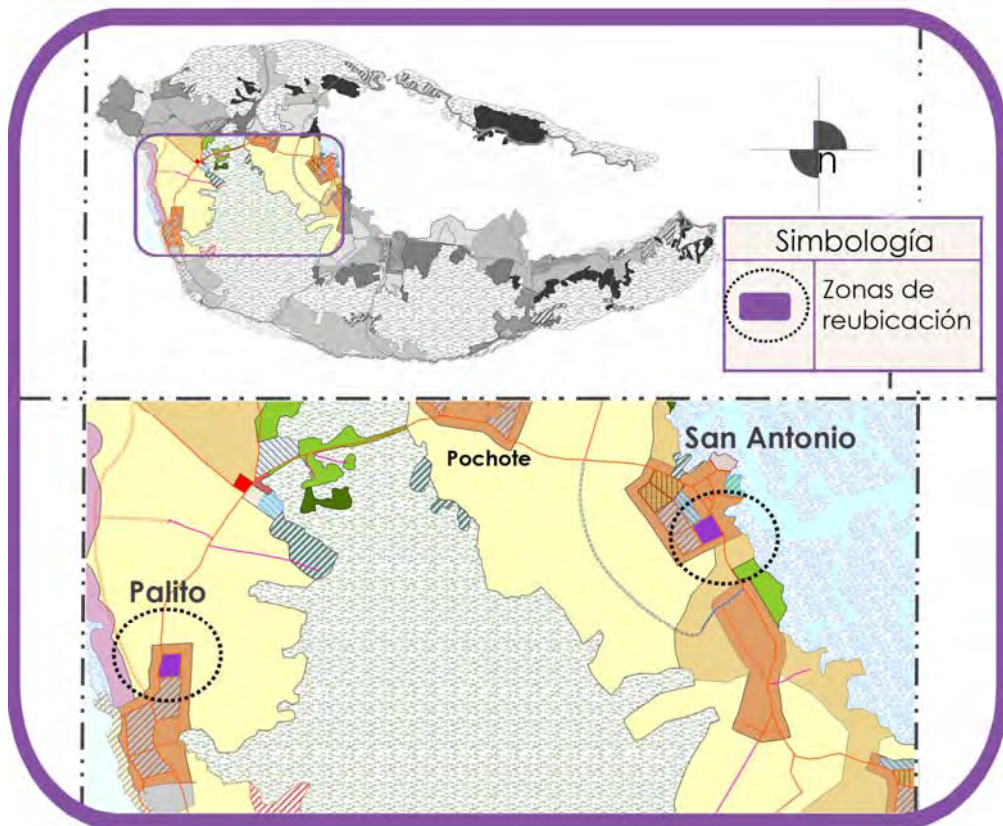 n
Simbología
Zonas de
reubicación
San Antonio
Pochote
Palito